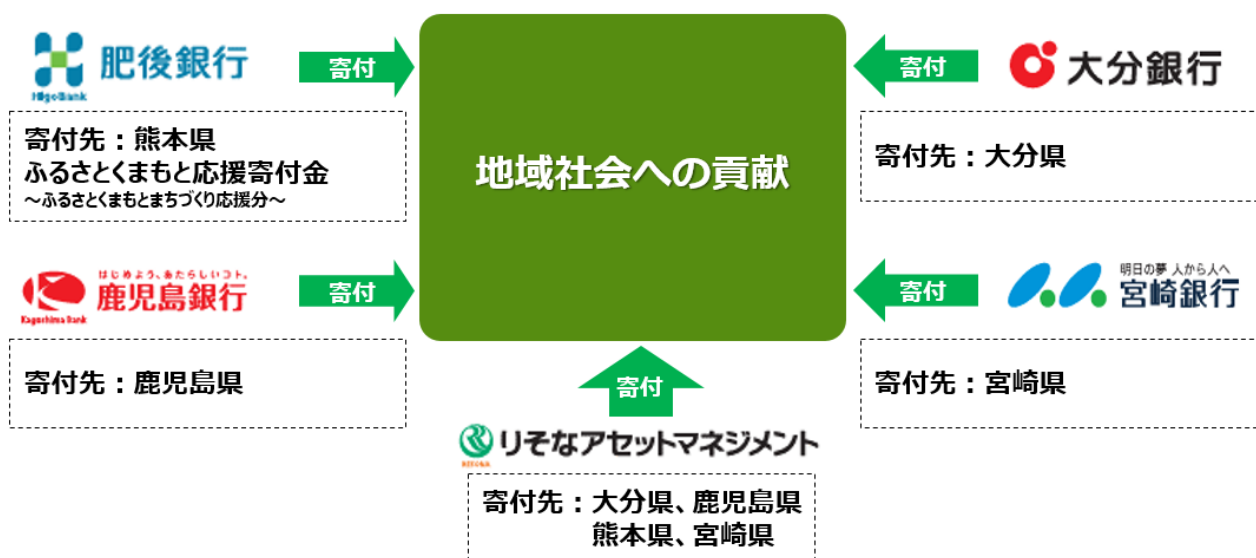 肥後銀行
HigoBank
寄付
寄付先：熊本県
ふるさとくまもと応援寄付金
～ふるさとくまもとまちづくり応援分～
はじめよう、あたらしいコト。
鹿児島銀行
Kagoshima Bank
寄付
寄付先：鹿児島県
地域社会への貢献
寄付
大分銀行
寄付先：大分県
寄付
明日の夢 人から人へ
宮崎銀行
寄付先：宮崎県
寄付
りそなアセットマネジメント
RESONA
寄付先：大分県、鹿児島県
熊本県、宮崎県